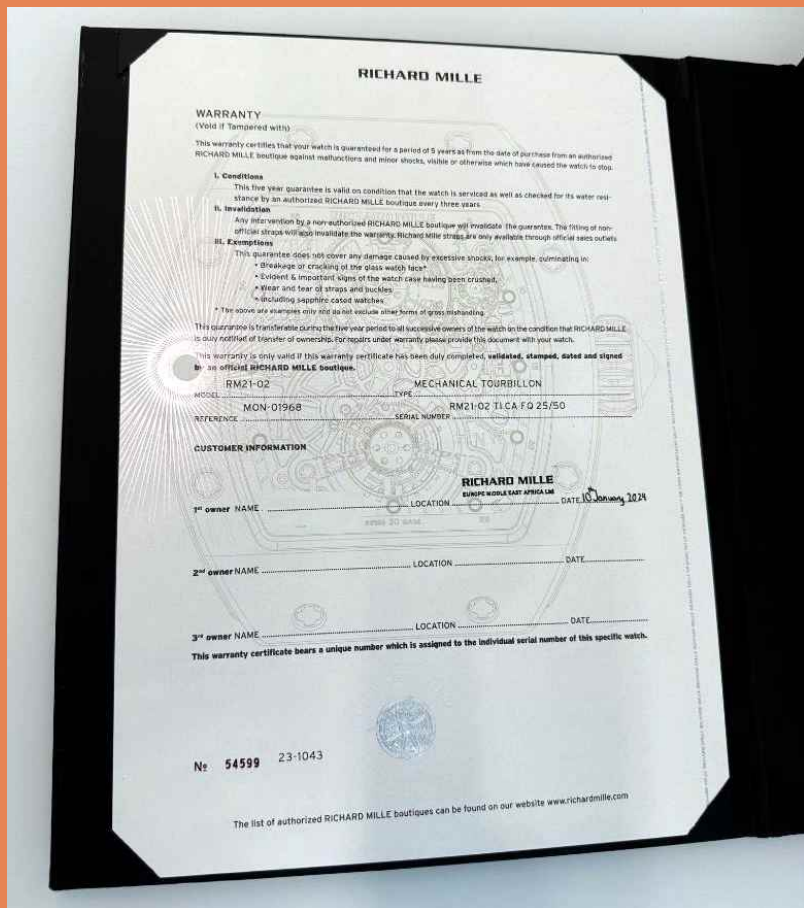 RICHARD MILLE
WARRANTY
(Void if Tampered with)
This warranty certifies that your watch is guaranteed for a period of 5 years as from the date of purchase from an authorized
RICHARD MILLE boutique against malfunctions and minor shocks, visible or otherwise which have caused the watch to stop.
I. Conditions
This five year guarantee is valid on condition that the watch is serviced as well as checked for its water resi-
stance by an authorized RICHARD MILLE boutique every three years
II. Invalidation
Any intervention by a non-authorized RICHARD MILLE boutique will invalidate the guarantee. The fitting of non-
official straps will also invalidate the warranty. Richard Mille straps are only available through official sales outlets
III. Exemptions
This guarantee does not cover any damage caused by excessive shocks, for example, culminating in:
• Breakage or cracking of the glass watch face*
• Evident & important signs of the watch case having been crushed.
• Wear and tear of straps and buckles
• Including sapphire cased watches
* The above are examples only and do not exclude other forms of gross mishandling.
This guarantee is transferable during the five year period to all successive owners of the watch on the condition that RICHARD MILLE
is duly notified of transfer of ownership. For repairs under warranty please provide this document with your watch.
This warranty is only valid if this warranty certificate has been duly completed, validated, stamped, dated and signed
by an official RICHARD MILLE boutique.
MODEL RM21-02 TYPE MECHANICAL TOURBILLON
REFERENCE MON-01968 SERIAL NUMBER RM21-02 TI CA FQ 25/50
CUSTOMER INFORMATION
RICHARD MILLE
EUROPE MIDDLE EAST AFRICA Ltd
1st owner NAME LOCATION DATE 10th January 2024
2nd owner NAME LOCATION DATE
3rd owner NAME LOCATION DATE
This warranty certificate bears a unique number which is assigned to the individual serial number of this specific watch.
Nº 54599 23-1043
The list of authorized RICHARD MILLE boutiques can be found on our website www.richardmille.com